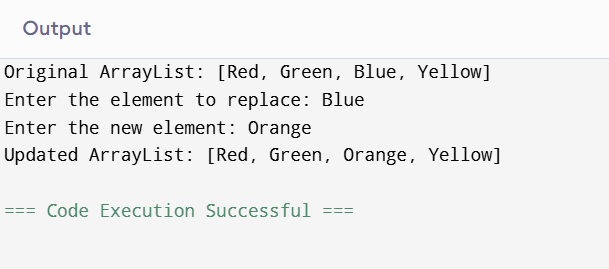 Output
Original ArrayList: [Red, Green, Blue, Yellow]
Enter the element to replace: Blue
Enter the new element: Orange
Updated ArrayList: [Red, Green, Orange, Yellow]
=== Code Execution Successful ===